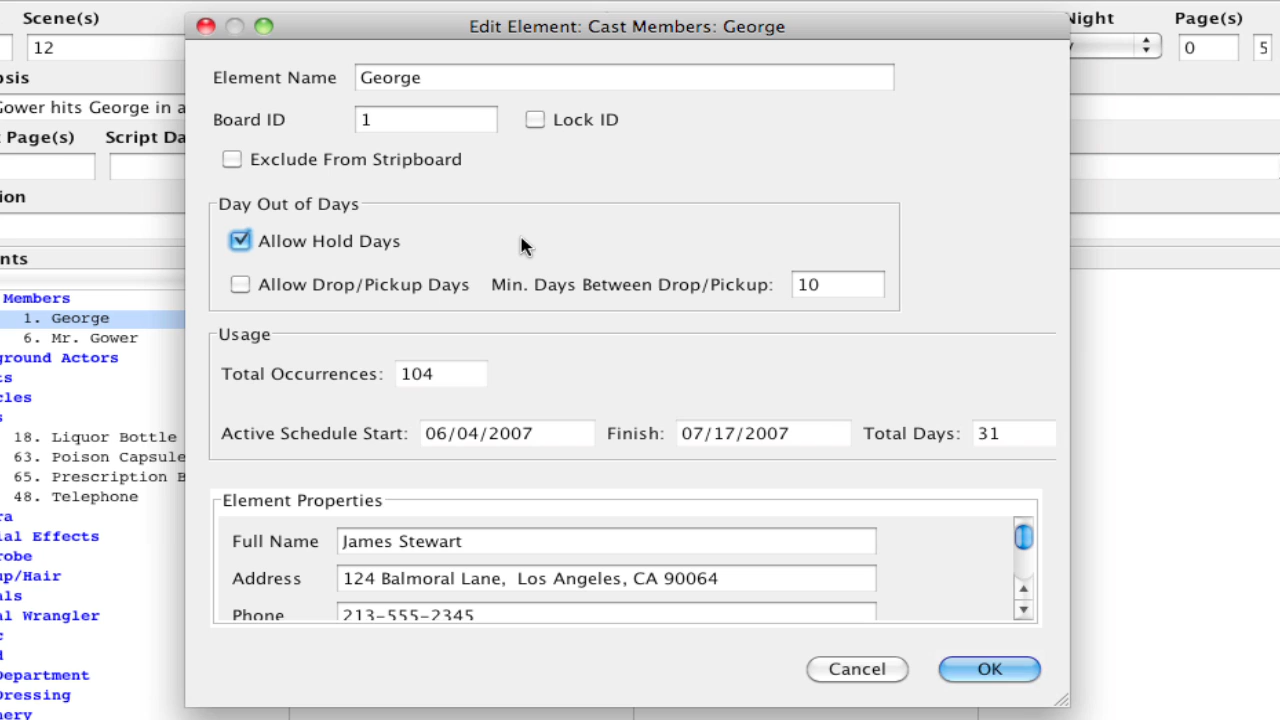 Scene(s)
Edit Element: Cast Members: George
Night
Page(s)
12
0
5
Element Name
George
Gower hits George in a
Board ID
1
Lock ID
Page(s)
Script Da
Exclude From Stripboard
Day Out of Days
Allow Hold Days
Allow Drop/Pickup Days
Min. Days Between Drop/Pickup:
10
Members
1. George
6. Mr. Gower
ground Actors
Usage
Total Occurrences:
104
18. Liquor Bottle
63. Poison Capsule
65. Prescription B
48. Telephone
Active Schedule Start:
06/04/2007
Finish:
07/17/2007
Total Days:
31
Element Properties
Full Name
James Stewart
Address
124 Balmoral Lane,  Los Angeles, CA 90064
Phone
213-555-2345
ial Effects
robe
up/Hair
als
al Wrangler
Department
Dressing
nery
Cancel
OK